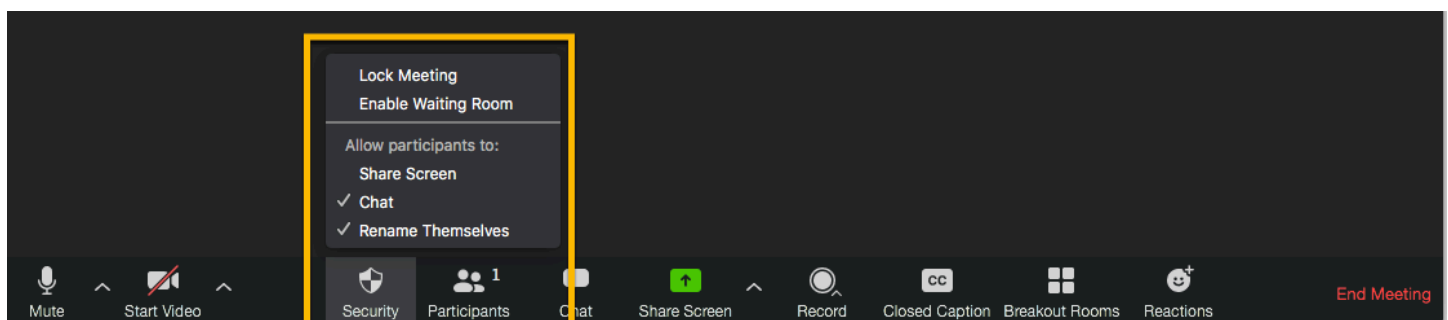 Lock Meeting
Enable Waiting Room
Allow participants to:
Share Screen
✓ Chat
✓ Rename Themselves
1
CC
Mute Start Video Security Participants Chat Share Screen Record Closed Caption Breakout Rooms Reactions End Meeting